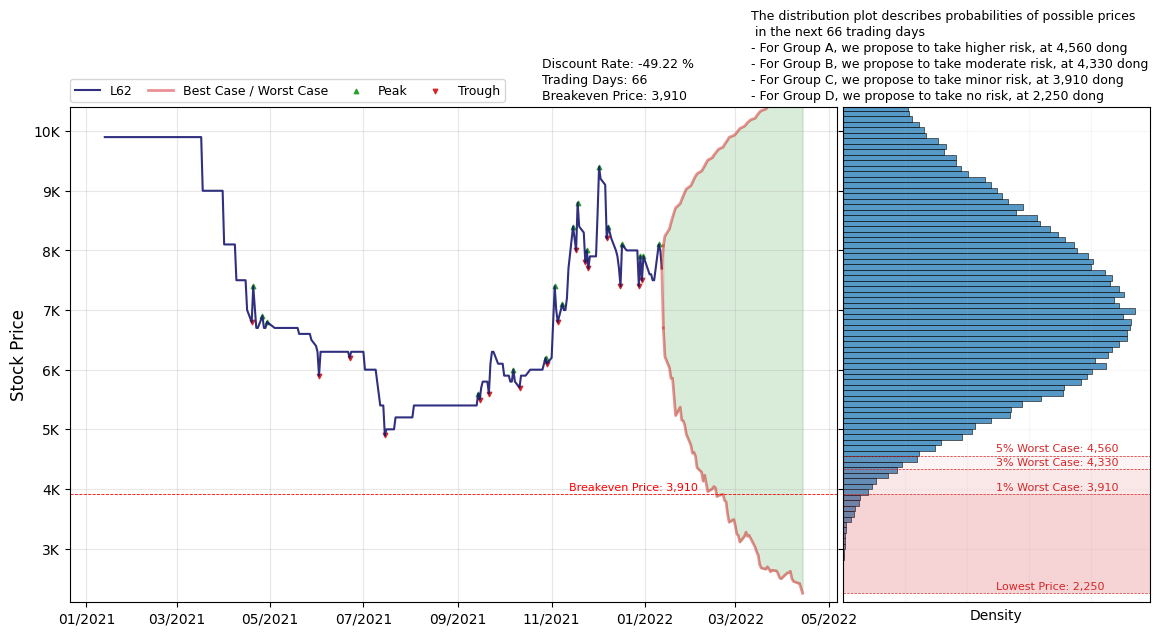 The distribution plot describes probabilities of possible prices
in the next 66 trading days
- For Group A, we propose to take higher risk, at 4,560 dong
- For Group B, we propose to take moderate risk, at 4,330 dong
- For Group C, we propose to take minor risk, at 3,910 dong
- For Group D, we propose to take no risk, at 2,250 dong
Discount Rate: -49.22 %
Trading Days: 66
Breakeven Price: 3,910
L62
Best Case / Worst Case
Peak
Trough
Stock Price
10K
9K
8K
7K
6K
5K
4K
3K
Breakeven Price: 3,910
01/2021
03/2021
05/2021
07/2021
09/2021
11/2021
01/2022
03/2022
05/2022
5% Worst Case: 4,560
3% Worst Case: 4,330
1% Worst Case: 3,910
Lowest Price: 2,250
Density